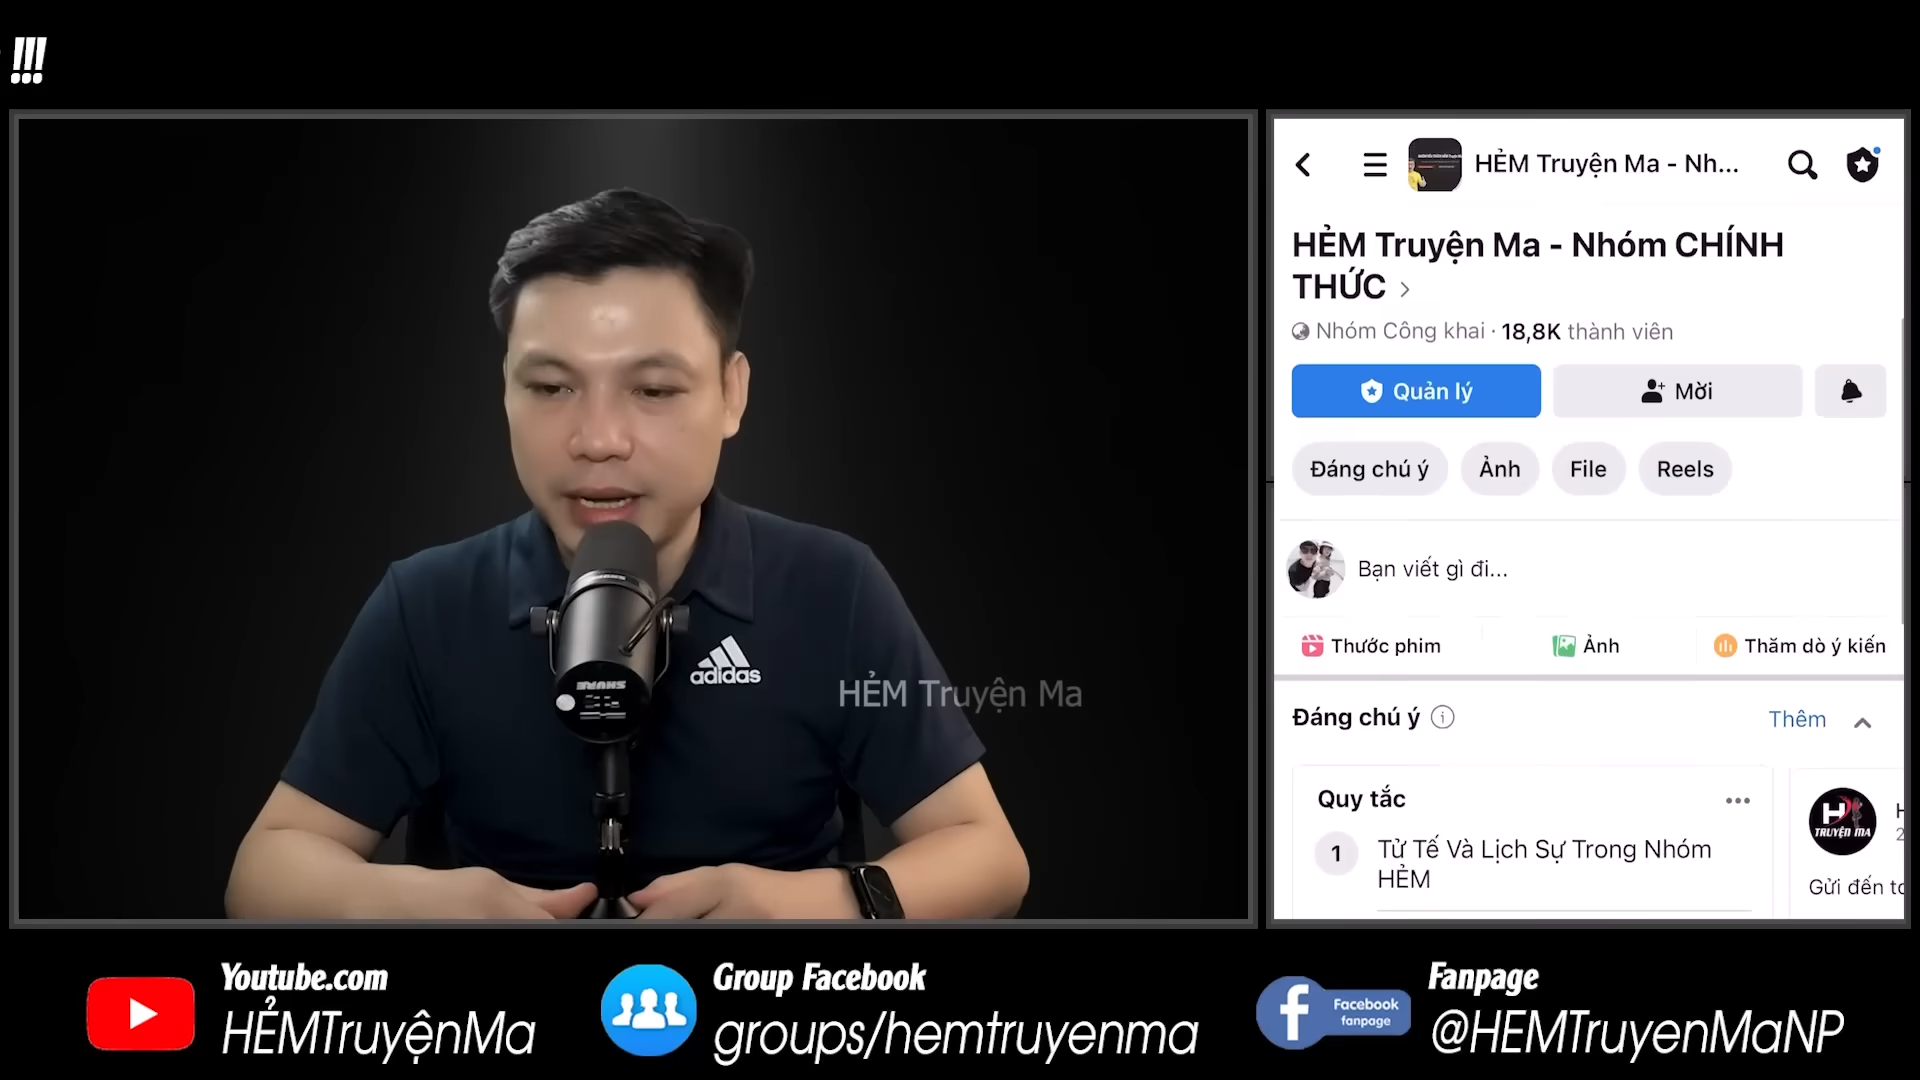 !!!
adidas
SHURE
HẺM Truyện Ma
HẺM Truyện Ma - Nh...
HẺM Truyện Ma - Nhóm CHÍNH
THỨC >
Nhóm Công khai · 18,8K thành viên
Quản lý
Mời
Đáng chú ý
Ảnh
File
Reels
Bạn viết gì đi...
Thước phim
Ảnh
Thăm dò ý kiến
Đáng chú ý
Thêm
Quy tắc
1
Tử Tế Và Lịch Sự Trong Nhóm
HẺM
H
TRUYỆN MA
Gửi đến
Youtube.com
HẺMTruyệnMa
Group Facebook
groups/hemtruyenma
Facebook
fanpage
Fanpage
@HEMTruyenMaNP